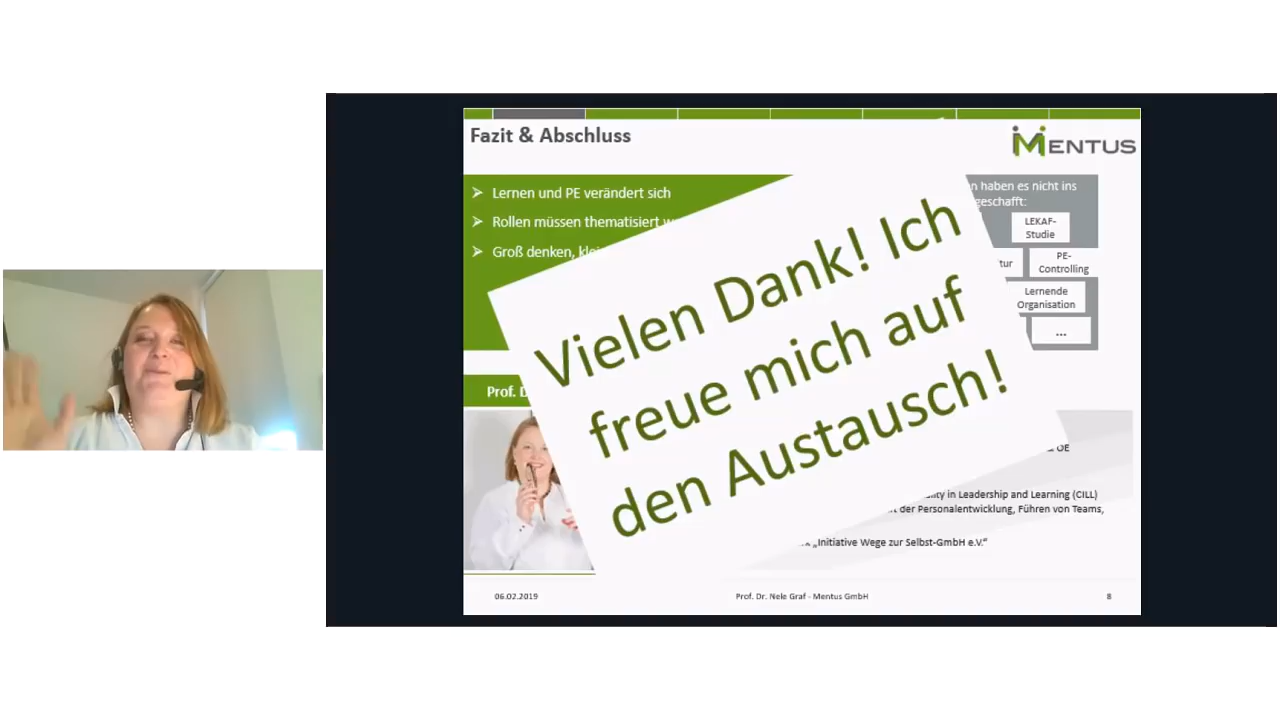 Fazit & Abschluss
MENTUS
Lernen und PE verändert sich
Rollen müssen thematisiert
Groß denken,
haben es nicht ins
geschafft:
LEKAF-
Studie
PE-
Controlling
Lernende
Organisation
...
Vielen Dank! Ich
freue mich auf
den Austausch!
Prof.
OE
in Leadership and Learning (CILL)
der Personalentwicklung, Führen von Teams,
„Initiative Wege zur Selbst-GmbH e.V.“
06.02.2019
Prof. Dr. Nele Graf - Mentus GmbH
8